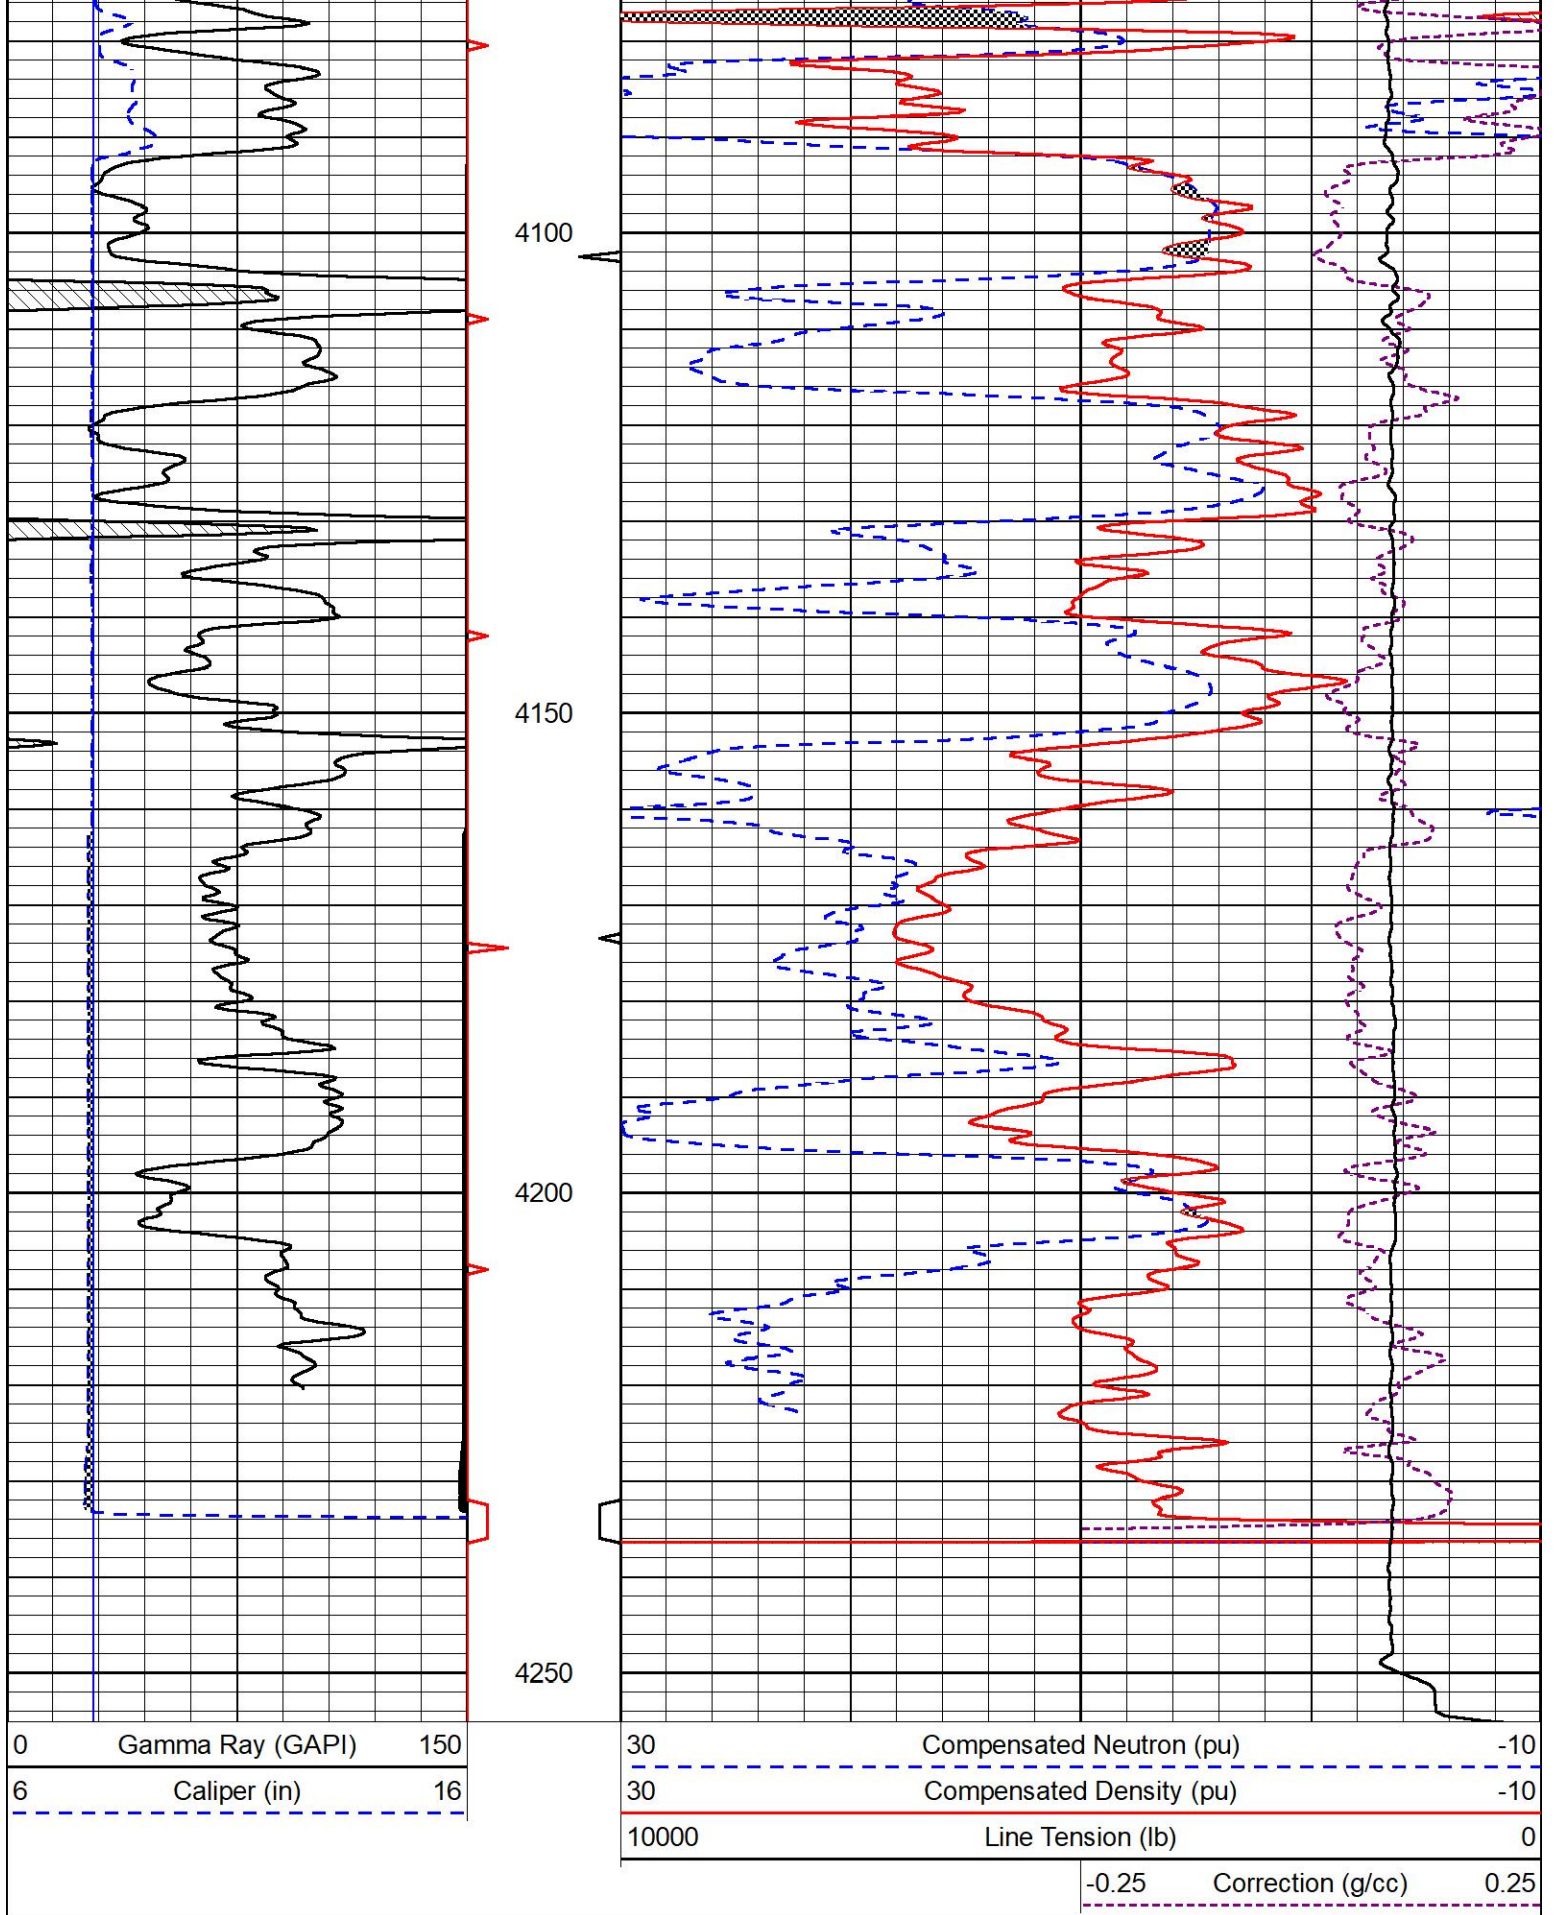 4100
4150
4200
4250
0 Gamma Ray (GAPI) 150
6 Caliper (in) 16
30 Compensated Neutron (pu) -10
30 Compensated Density (pu) -10
10000 Line Tension (lb) 0
-0.25 Correction (g/cc) 0.25